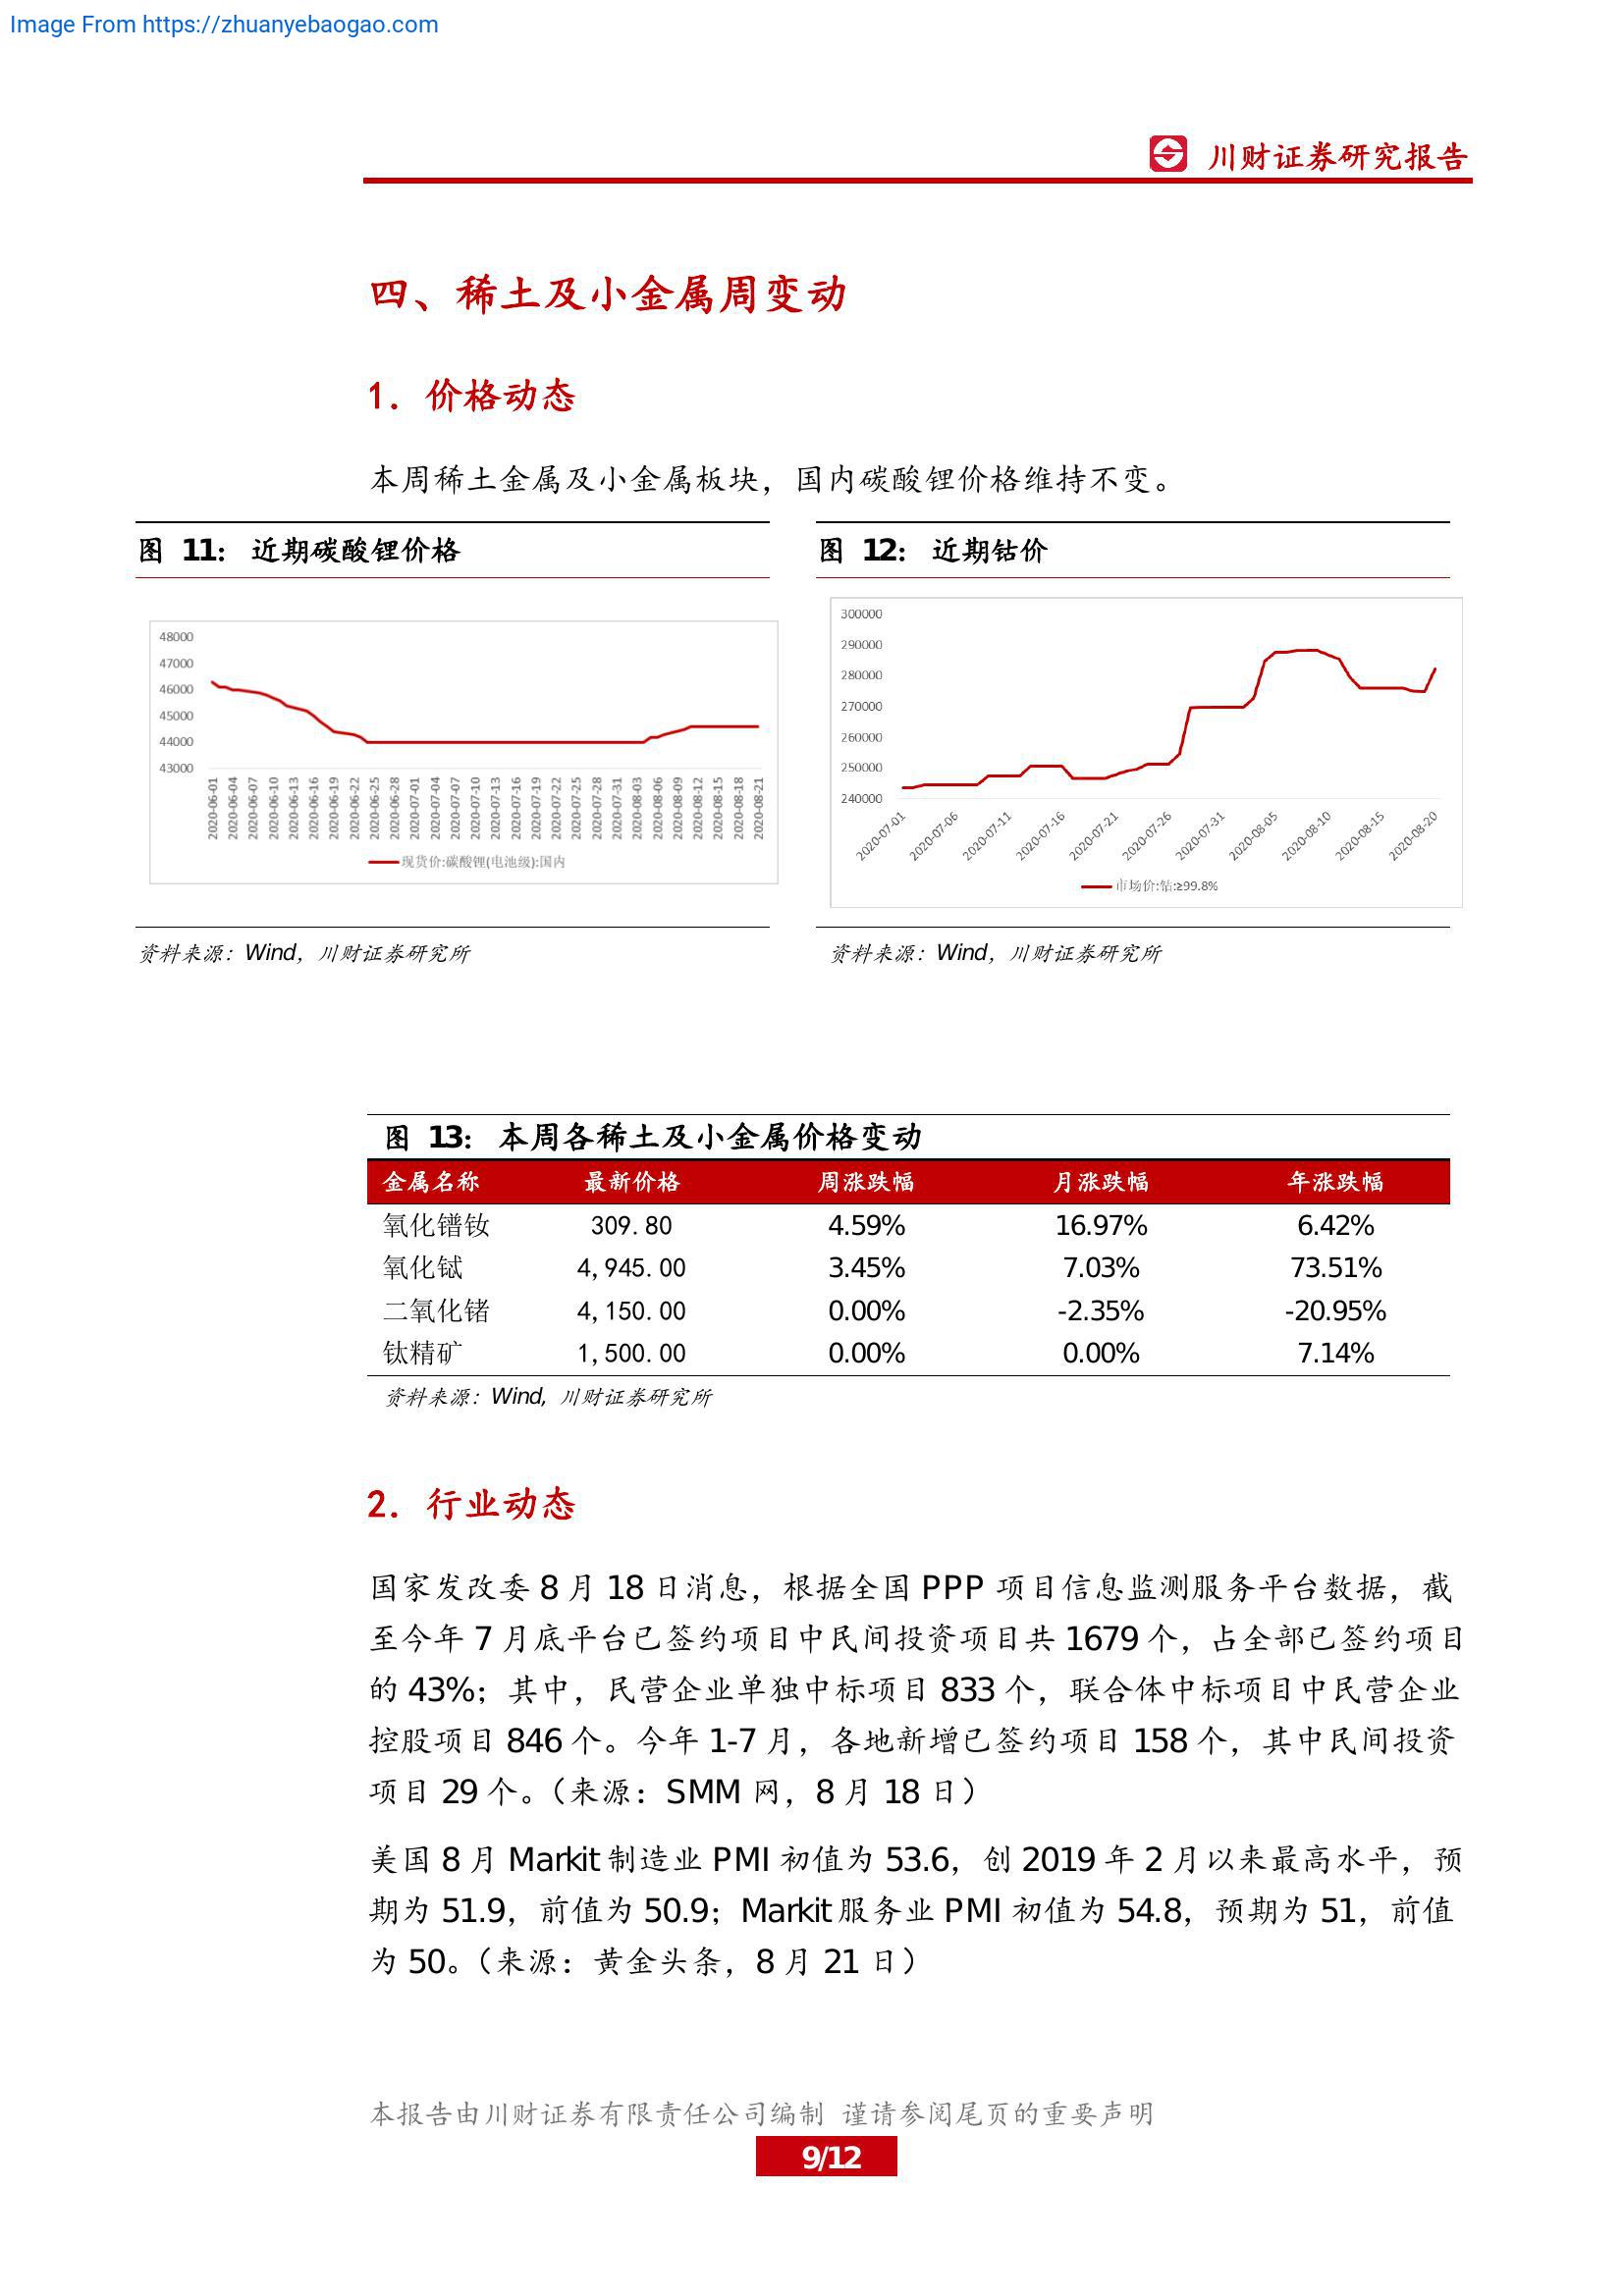 Image From https://zhuanyebaogao.com
川财证券研究报告
四、稀土及小金属周变动
1. 价格动态
本周稀土金属及小金属板块，国内碳酸锂价格维持不变。
图 11： 近期碳酸锂价格
48000
47000
46000
45000
44000
43000
2020-06-01
2020-06-04
2020-06-07
2020-06-10
2020-06-13
2020-06-16
2020-06-19
2020-06-22
2020-06-25
2020-06-28
2020-07-01
2020-07-04
2020-07-07
2020-07-10
2020-07-13
2020-07-16
2020-07-19
2020-07-22
2020-07-25
2020-07-28
2020-07-31
2020-08-03
2020-08-06
2020-08-09
2020-08-12
2020-08-15
2020-08-18
2020-08-21
现货价:碳酸锂(电池级):国内
资料来源：Wind，川财证券研究所
图 12： 近期钴价
300000
290000
280000
270000
260000
250000
240000
2020-07-01
2020-07-06
2020-07-11
2020-07-16
2020-07-21
2020-07-26
2020-07-31
2020-08-05
2020-08-10
2020-08-15
2020-08-20
市场价:钴:≥99.8%
资料来源：Wind，川财证券研究所
图 13： 本周各稀土及小金属价格变动
金属名称 最新价格 周涨跌幅 月涨跌幅 年涨跌幅
氧化镨钕 309.80 4.59% 16.97% 6.42%
氧化铽 4,945.00 3.45% 7.03% 73.51%
二氧化锗 4,150.00 0.00% -2.35% -20.95%
钛精矿 1,500.00 0.00% 0.00% 7.14%
资料来源：Wind, 川财证券研究所
2. 行业动态
国家发改委 8 月 18 日消息，根据全国 PPP 项目信息监测服务平台数据，截
至今年 7 月底平台已签约项目中民间投资项目共 1679 个，占全部已签约项目
的 43%；其中，民营企业单独中标项目 833 个，联合体中标项目中民营企业
控股项目 846 个。今年 1-7 月，各地新增已签约项目 158 个，其中民间投资
项目 29 个。（来源：SMM 网，8 月 18 日）
美国 8 月 Markit 制造业 PMI 初值为 53.6，创 2019 年 2 月以来最高水平，预
期为 51.9，前值为 50.9；Markit 服务业 PMI 初值为 54.8，预期为 51，前值
为 50。（来源：黄金头条，8 月 21 日）
本报告由川财证券有限责任公司编制 谨请参阅尾页的重要声明
9/12